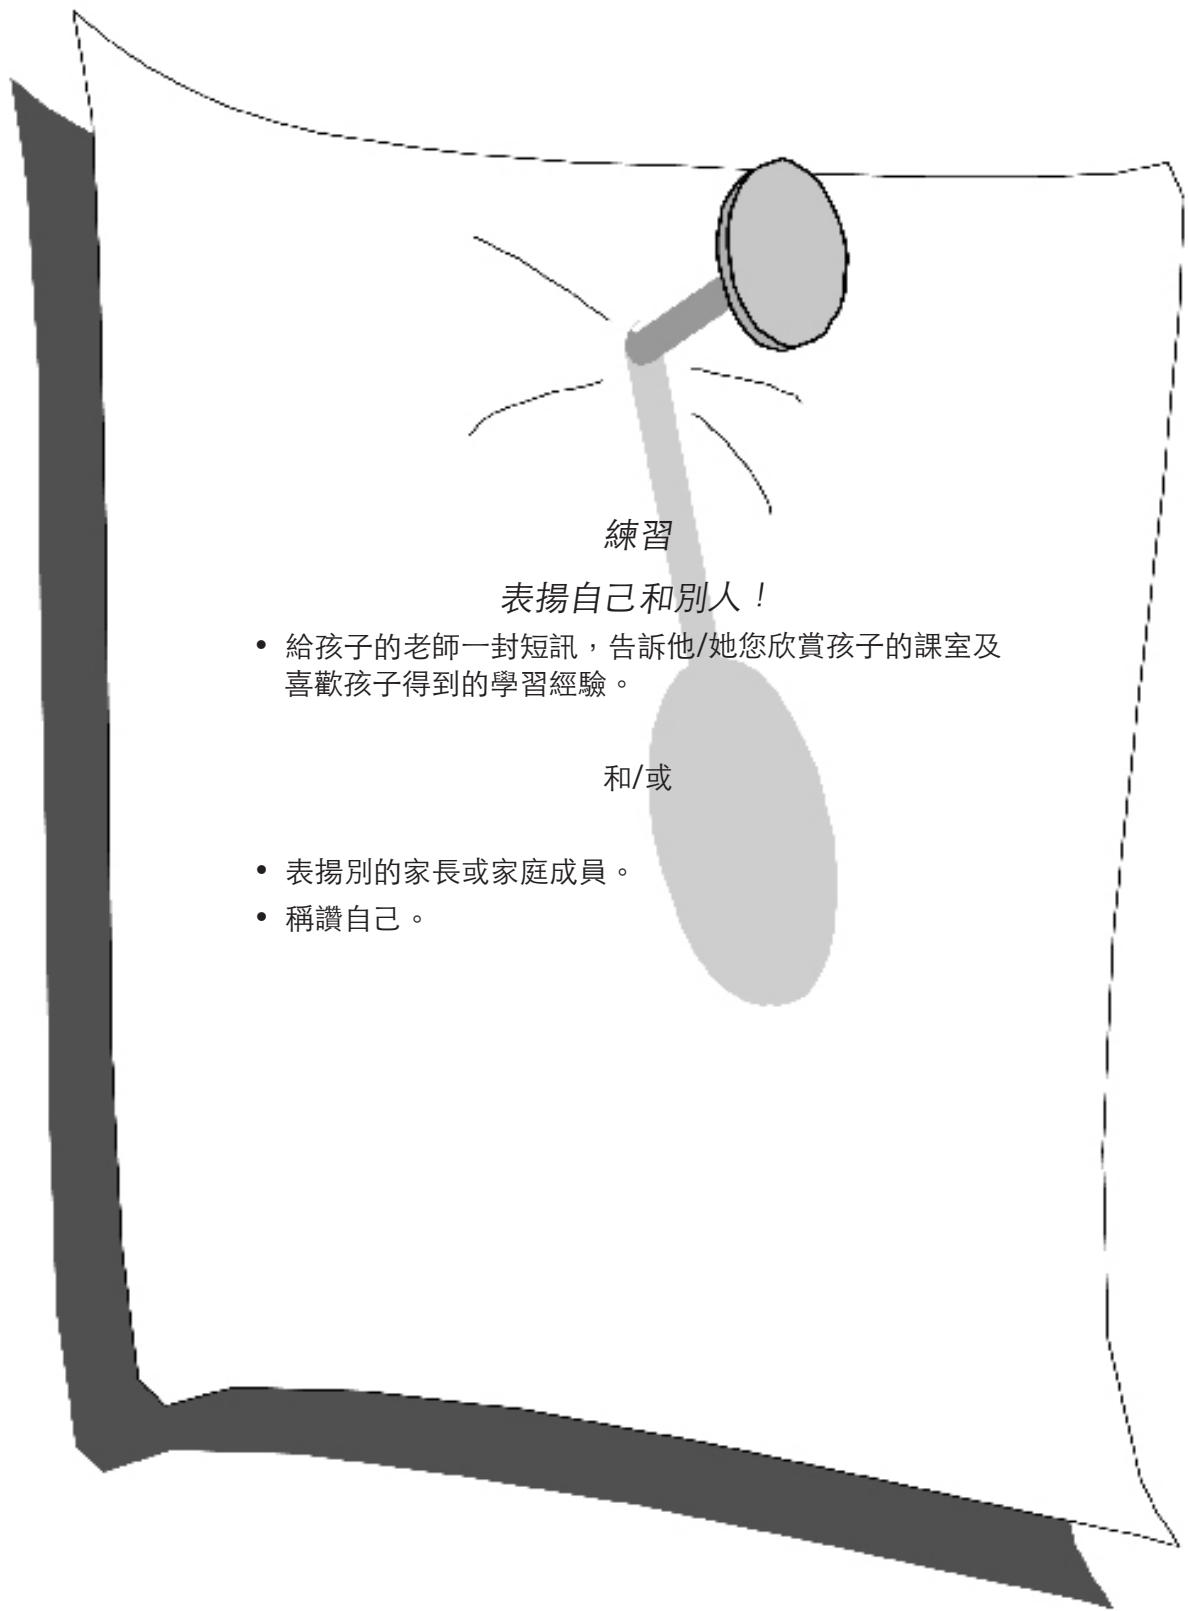 練習
表揚自己和別人！
• 給孩子的老師一封短訊，告訴他/她您欣賞孩子的課室及
喜歡孩子得到的學習經驗。
和/或
• 表揚別的家長或家庭成員。
• 稱讚自己。